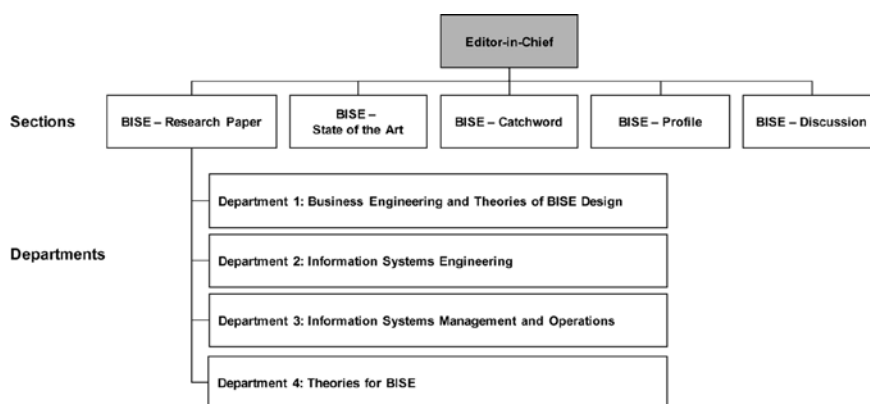 Editor-in-Chief
Sections
BISE – Research Paper
BISE –
State of the Art
BISE – Catchword
BISE – Profile
BISE – Discussion
Department 1: Business Engineering and Theories of BISE Design
Departments
Department 2: Information Systems Engineering
Department 3: Information Systems Management and Operations
Department 4: Theories for BISE